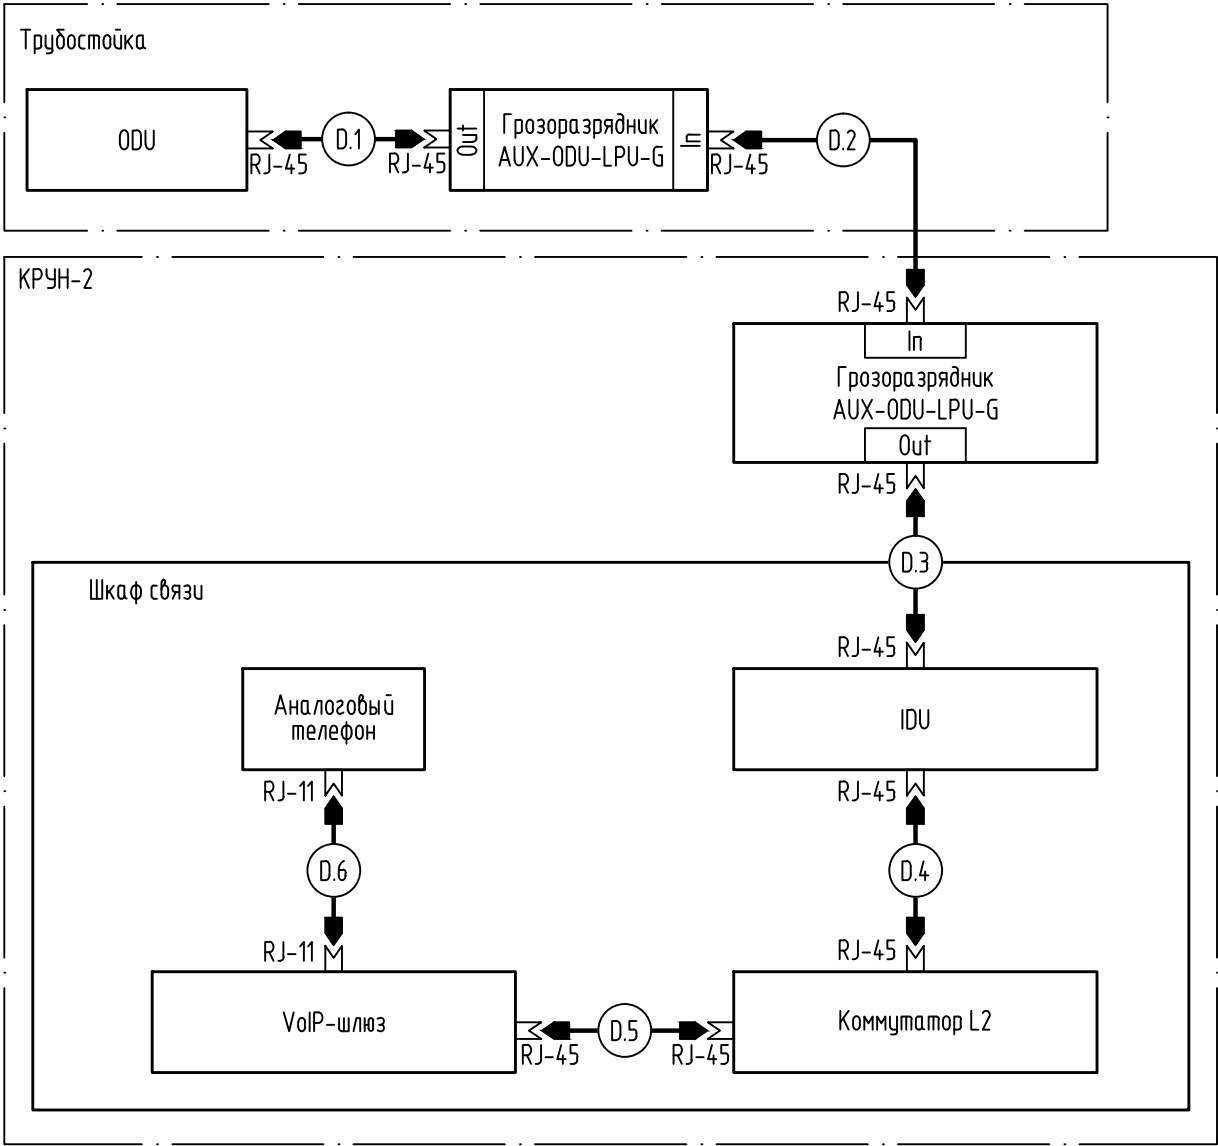 Трубостойка
ODU
RJ-45
D.1
RJ-45
Out
Грозоразрядник
AUX-ODU-LPU-G
In
RJ-45
D.2
КРУН-2
RJ-45
In
Грозоразрядник
AUX-ODU-LPU-G
Out
RJ-45
D.3
Шкаф связи
RJ-45
Аналоговый
телефон
IDU
RJ-11
RJ-45
D.6
D.4
RJ-11
RJ-45
VoIP-шлюз
D.5
Коммутатор L2
RJ-45
RJ-45